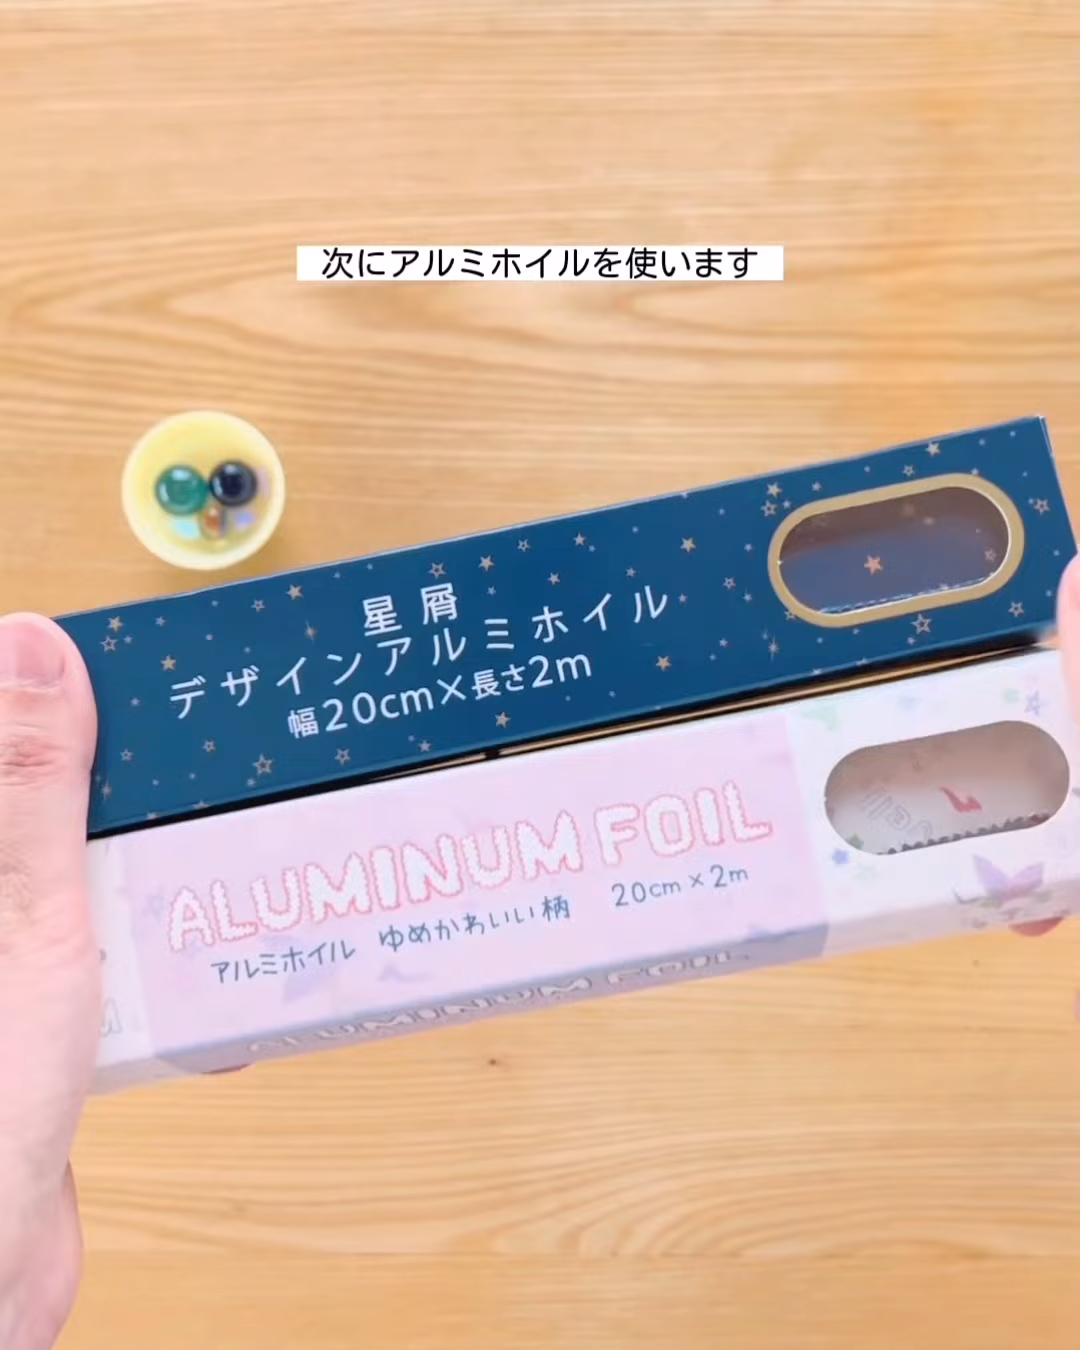 次にアルミホイルを使います
星屑
デザインアルミホイル
幅20cm×長さ2m
ALUMINUM FOIL
アルミホイル ゆめかわいい柄 20cm×2m
ALUMINUM FOIL